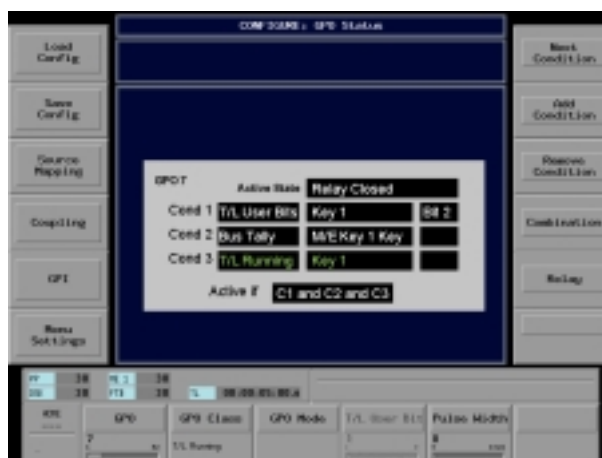 CONFIGURE: GPO Status
Load Config
Save Config
Source Mapping
Coupling
GPI
Menu Settings
Next Condition
Add Condition
Remove Condition
Combination
Relay
GPO7
Active State Relay Closed
Cond 1 T/L User Bits Key 1 Bit 2
Cond 2 Bus Tally M/E Key 1 Key
Cond 3 T/L Running Key 1
Active if C1 and C2 and C3
GPO
GPO Class
GPO Mode
T/L User Bit
Pulse Width
7
T/L Running